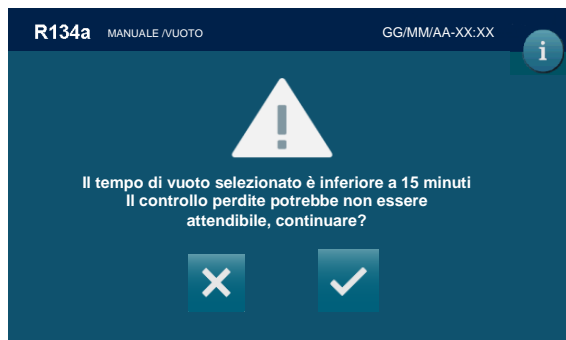 R134a MANUALE /VUOTO GG/MM/AA-XX:XX
i
!
Il tempo di vuoto selezionato è inferiore a 15 minuti
Il controllo perdite potrebbe non essere
attendibile, continuare?